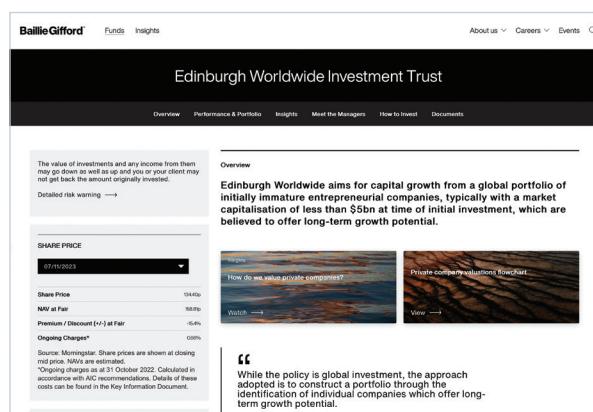 Baillie Gifford
Funds Insights
About us Careers Events
Edinburgh Worldwide Investment Trust
Overview Performance & Portfolio Insights Meet the Managers How to Invest Documents
The value of investments and any income from them
may go down as well as up and you or your client may
not get back the amount originally invested.
Detailed risk warning
SHARE PRICE
07/11/2023
Share Price 134.40p
NAV at Fair 158.81p
Premium / Discount (+/-) at Fair -15.4%
Ongoing Charges*
Source: Morningstar. Share prices are shown at closing
mid price. NAVs are estimated.
*Ongoing charges as at 31 October 2022. Calculated in
accordance with AIC recommendations. Details of these
costs can be found in the Key Information Document.
Overview
Edinburgh Worldwide aims for capital growth from a global portfolio of
initially immature entrepreneurial companies, typically with a market
capitalisation of less than $5bn at time of initial investment, which are
believed to offer long-term growth potential.
Insights
How do we value private companies?
Watch
Private company valuations flowchart
View
“
While the policy is global investment, the approach
adopted is to construct a portfolio through the
identification of individual companies which offer long-
term growth potential.